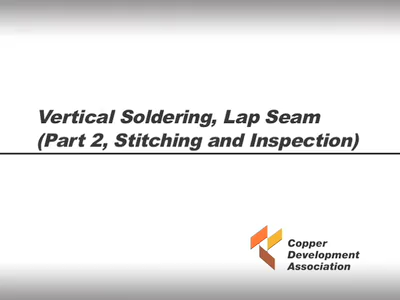 Vertical Soldering, Lap Seam
(Part 2, Stitching and Inspection)
Copper
Development
Association